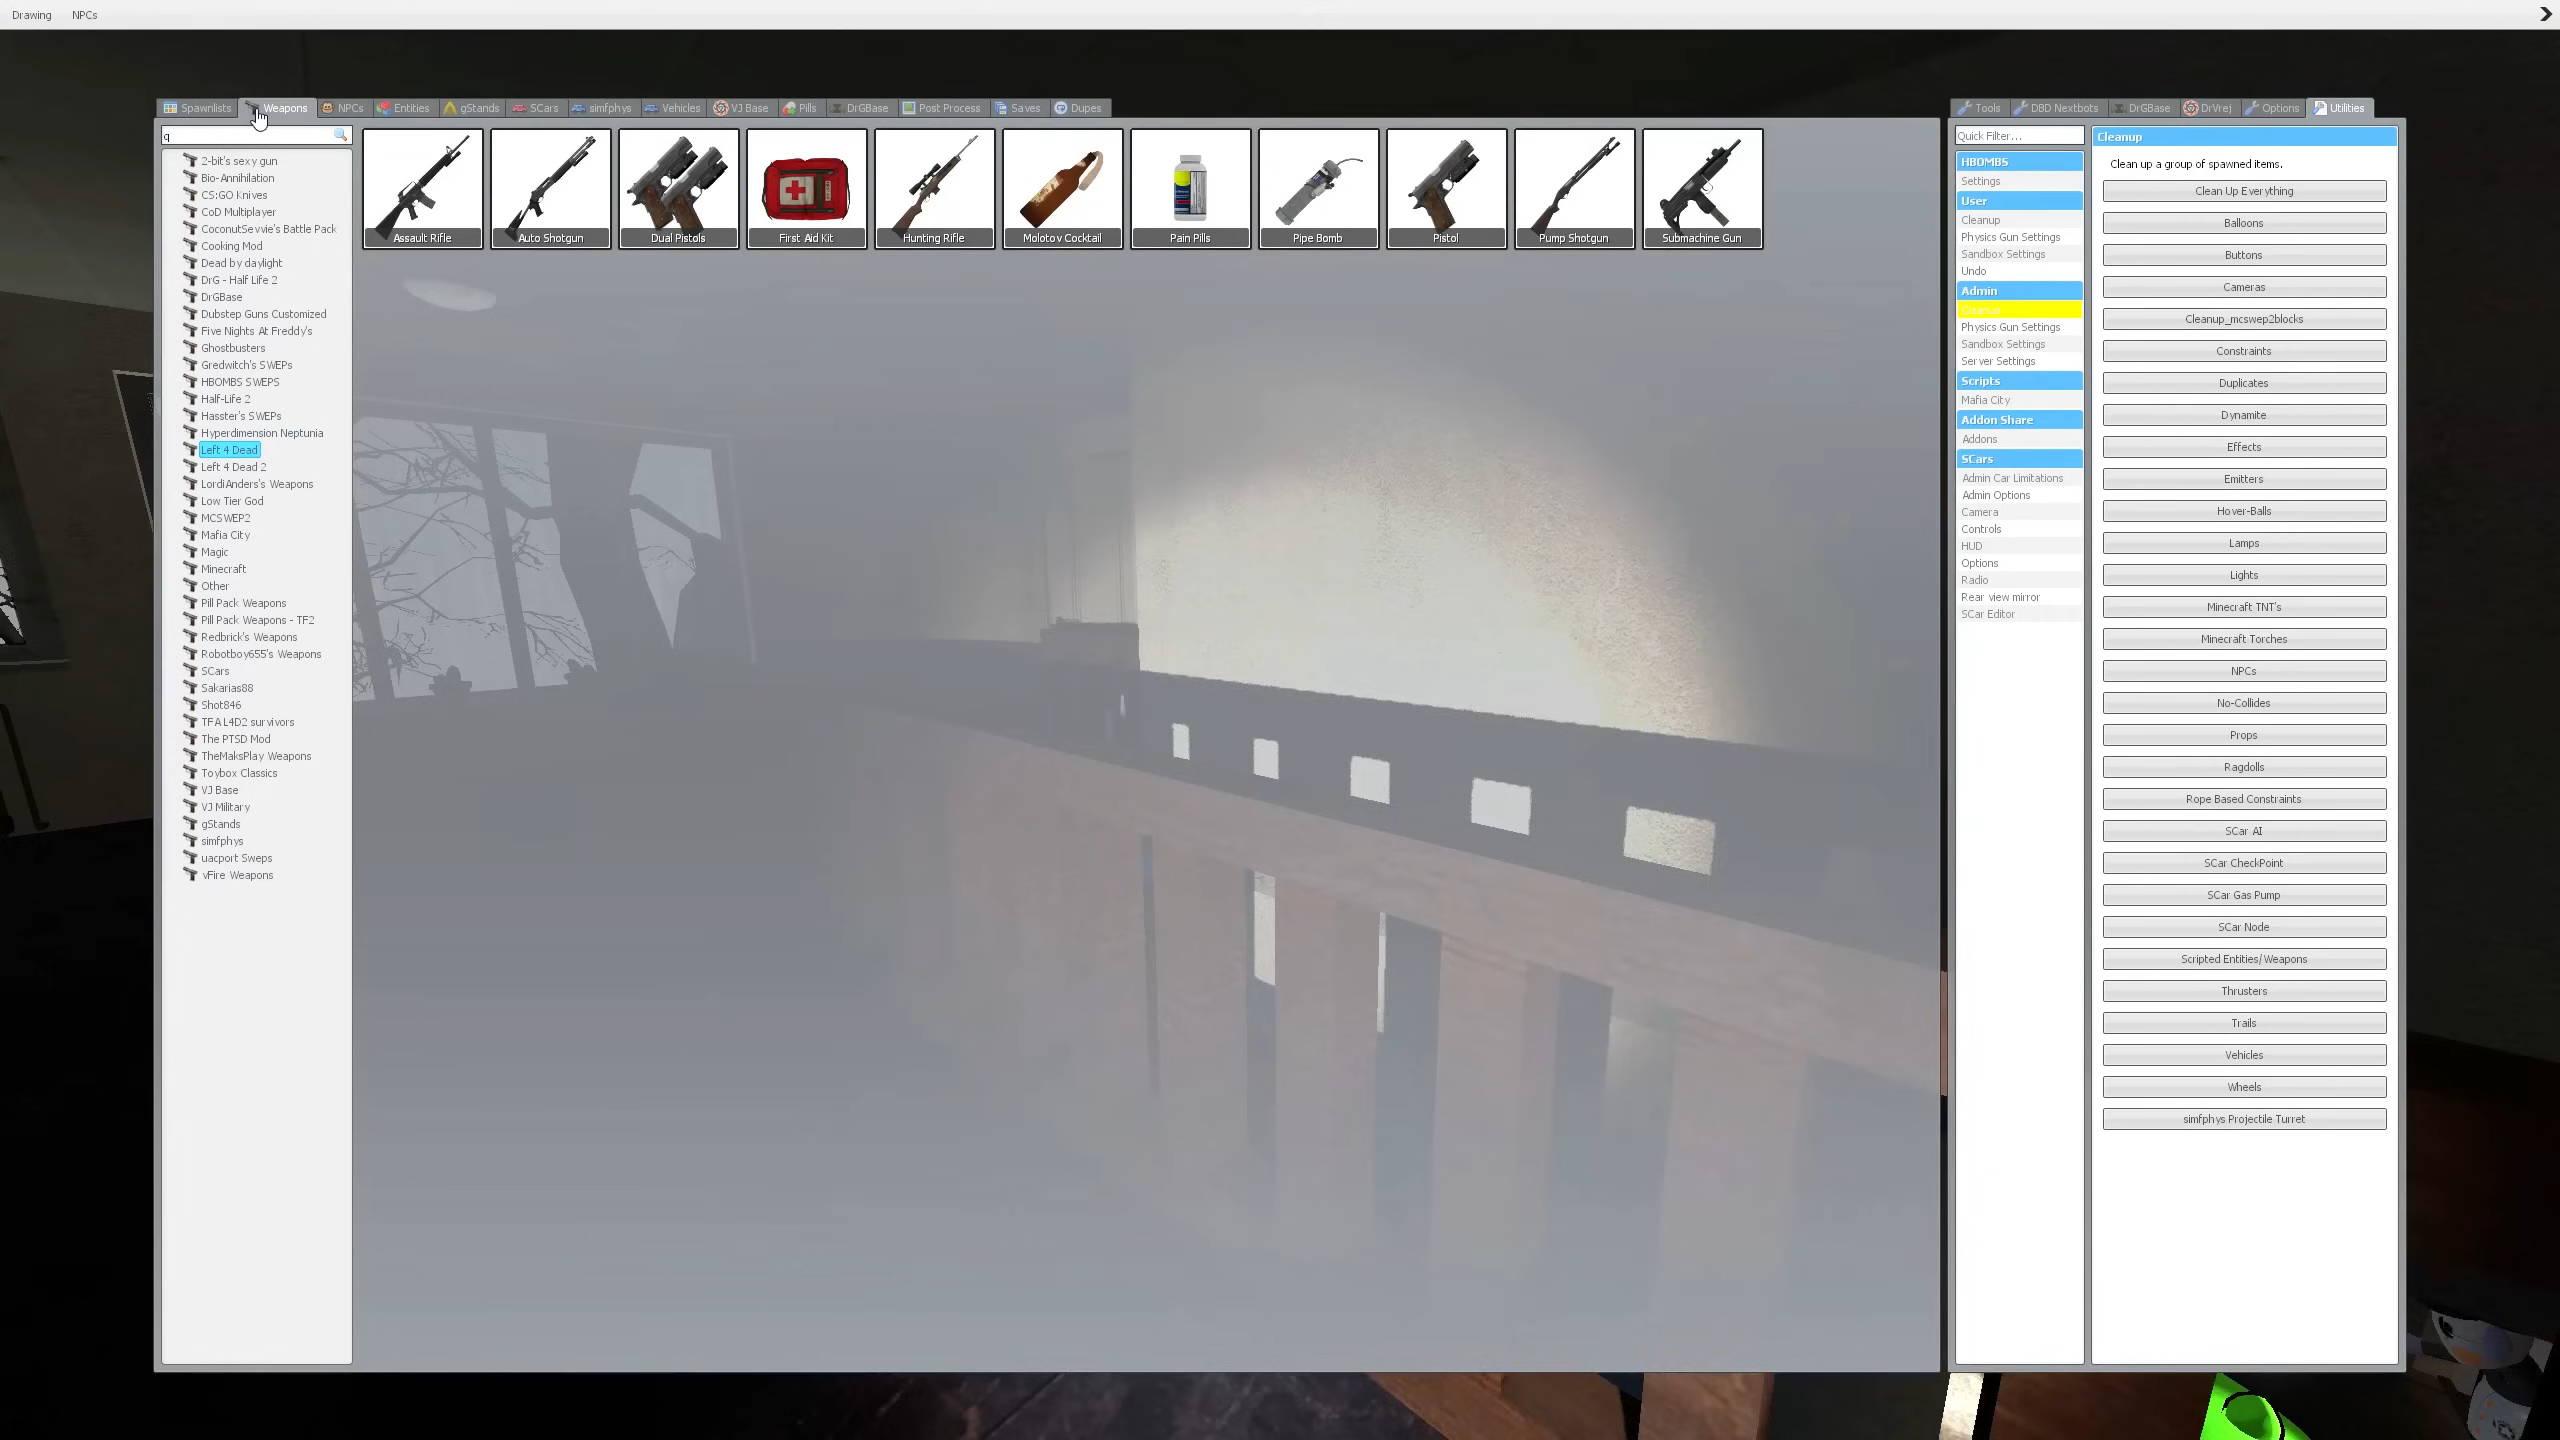 Drawing NPCs
Spawnlists Weapons NPCs Entities gStands SCars simfphys Vehicles VJ Base Pills DrGBase Post Process Saves Dupes
q
2-bit's sexy gun
Bio-Annihilation
CS:GO Knives
CoD Multiplayer
CoconutSevvie's Battle Pack
Cooking Mod
Dead by daylight
DrG - Half Life 2
DrGBase
Dubstep Guns Customized
Five Nights At Freddy's
Ghostbusters
Gredwitch's SWEPs
HBOMBS SWEPS
Half-Life 2
Hasster's SWEPs
Hyperdimension Neptunia
Left 4 Dead
Left 4 Dead 2
LordiAnders's Weapons
Low Tier God
MCSWEP2
Mafia City
Magic
Minecraft
Other
Pill Pack Weapons
Pill Pack Weapons - TF2
Redbrick's Weapons
Robotboy655's Weapons
SCars
Sakarias88
Shot846
TFA L4D2 survivors
The PTSD Mod
TheMaksPlay Weapons
Toybox Classics
VJ Base
VJ Military
gStands
simfphys
uacport Sweps
vFire Weapons
Assault Rifle
Auto Shotgun
Dual Pistols
First Aid Kit
Hunting Rifle
Molotov Cocktail
Pain Pills
Pipe Bomb
Pistol
Pump Shotgun
Submachine Gun
Tools DBD Nextbots DrGBase DrVrej Options Utilities
Quick Filter...
HBOMBS
Settings
User
Cleanup
Physics Gun Settings
Sandbox Settings
Undo
Admin
Cleanup
Physics Gun Settings
Sandbox Settings
Server Settings
Scripts
Mafia City
Addon Share
Addons
SCars
Admin Car Limitations
Admin Options
Camera
Controls
HUD
Options
Radio
Rear view mirror
SCar Editor
Cleanup
Clean up a group of spawned items.
Clean Up Everything
Balloons
Buttons
Cameras
Cleanup_mcswep2blocks
Constraints
Duplicates
Dynamite
Effects
Emitters
Hover-Balls
Lamps
Lights
Minecraft TNT's
Minecraft Torches
NPCs
No-Collides
Props
Ragdolls
Rope Based Constraints
SCar AI
SCar CheckPoint
SCar Gas Pump
SCar Node
Scripted Entities/Weapons
Thrusters
Trails
Vehicles
Wheels
simfphys Projectile Turret